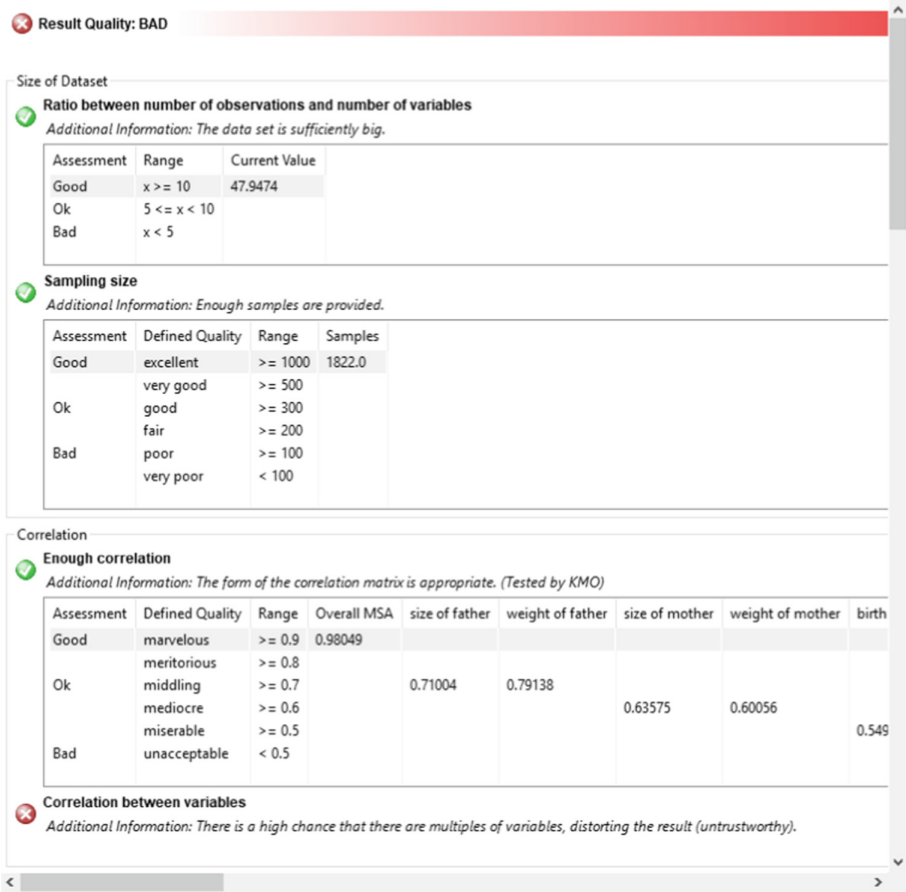 Result Quality: BAD
Size of Dataset
Ratio between number of observations and number of variables
Additional Information: The data set is sufficiently big.
Assessment Range Current Value
Good x >= 10 47.9474
Ok 5 <= x < 10
Bad x < 5
Sampling size
Additional Information: Enough samples are provided.
Assessment Defined Quality Range Samples
Good excellent >= 1000 1822.0
very good >= 500
Ok good >= 300
fair >= 200
Bad poor >= 100
very poor < 100
Correlation
Enough correlation
Additional Information: The form of the correlation matrix is appropriate. (Tested by KMO)
Assessment Defined Quality Range Overall MSA size of father weight of father size of mother weight of mother birth
Good marvelous >= 0.9 0.98049
meritorious >= 0.8
Ok middling >= 0.7 0.71004 0.79138
mediocre >= 0.6 0.63575 0.60056
miserable >= 0.5 0.549
Bad unacceptable < 0.5
Correlation between variables
Additional Information: There is a high chance that there are multiples of variables, distorting the result (untrustworthy).